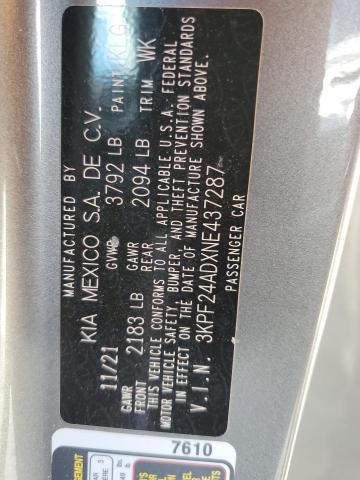 MANUFACTURED BY
KIA MEXICO S.A. DE C.V.
11/21 GVWR 3792 LB PAINT KLG
GAWR FRONT 2183 LB GAWR REAR 2094 LB TRIM WK
THIS VEHICLE CONFORMS TO ALL APPLICABLE U.S.A. FEDERAL
MOTOR VEHICLE SAFETY, BUMPER, AND THEFT PREVENTION STANDARDS
IN EFFECT ON THE DATE OF MANUFACTURE SHOWN ABOVE.
V.I.N. 3KPF24ADXNE437287
PASSENGER CAR
7610